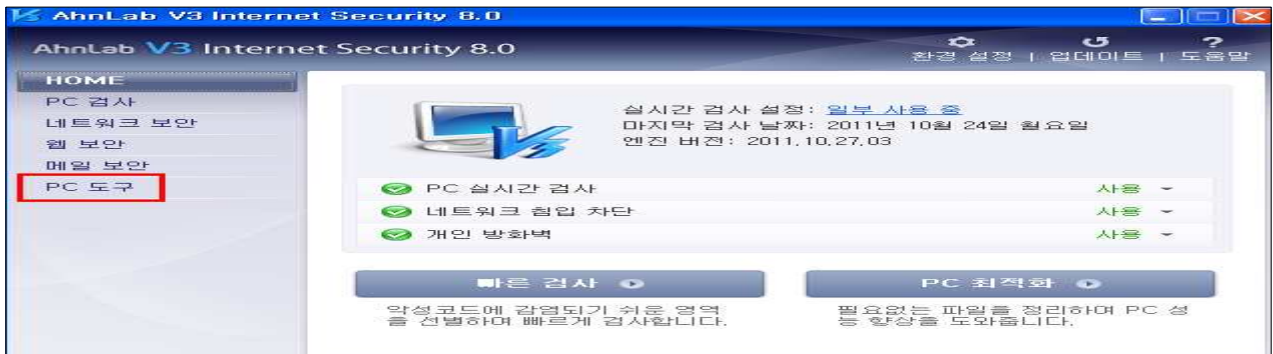 AhnLab V3 Internet Security 8.0
AhnLab V3 Internet Security 8.0
환경 설정 | 업데이트 | 도움말
HOME
PC 검사
네트워크 보안
웹 보안
메일 보안
PC 도구
실시간 검사 설정: 일부 사용 중
마지막 검사 날짜: 2011년 10월 24일 월요일
엔진 버전: 2011.10.27.03
PC 실시간 검사 사용
네트워크 침입 차단 사용
개인 방화벽 사용
빠른 검사
악성코드에 감염되기 쉬운 영역
을 선별하여 빠르게 검사합니다.
PC 최적화
필요없는 파일을 정리하여 PC 성
능 향상을 도와줍니다.